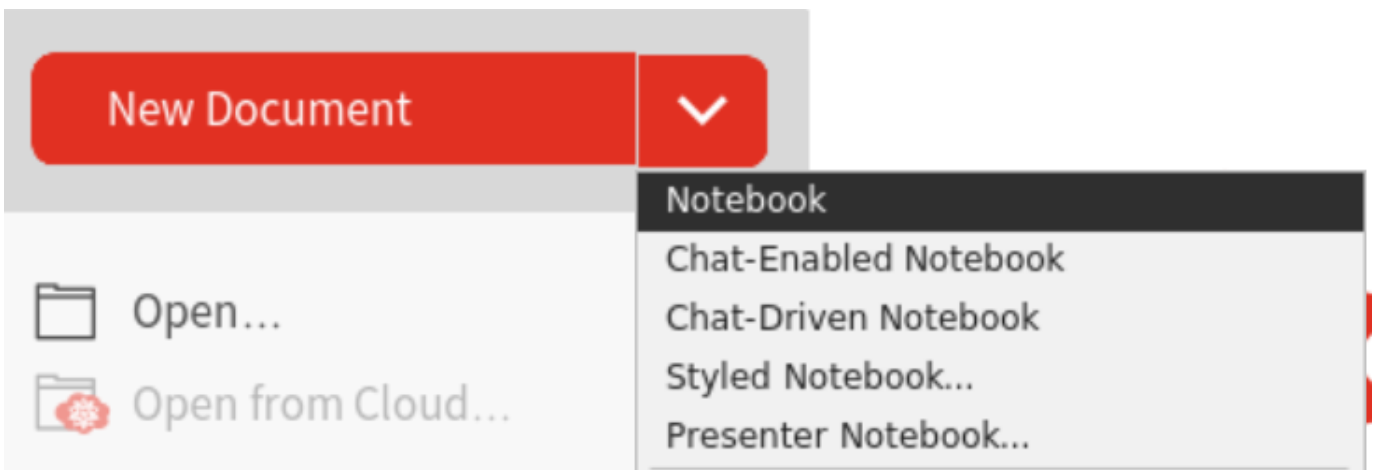 New Document
Notebook
Chat-Enabled Notebook
Open...
Chat-Driven Notebook
Styled Notebook...
Open from Cloud...
Presenter Notebook...